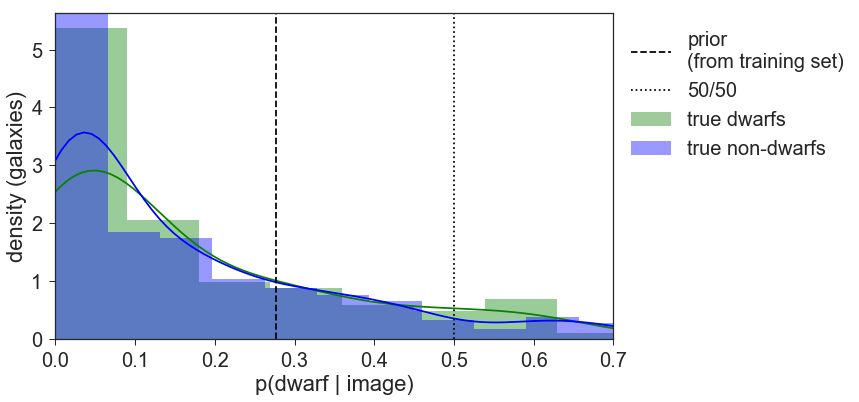 density (galaxies)
5
4
3
2
1
0
0.0 0.1 0.2 0.3 0.4 0.5 0.6 0.7
p(dwarf | image)
prior
(from training set)
50/50
true dwarfs
true non-dwarfs